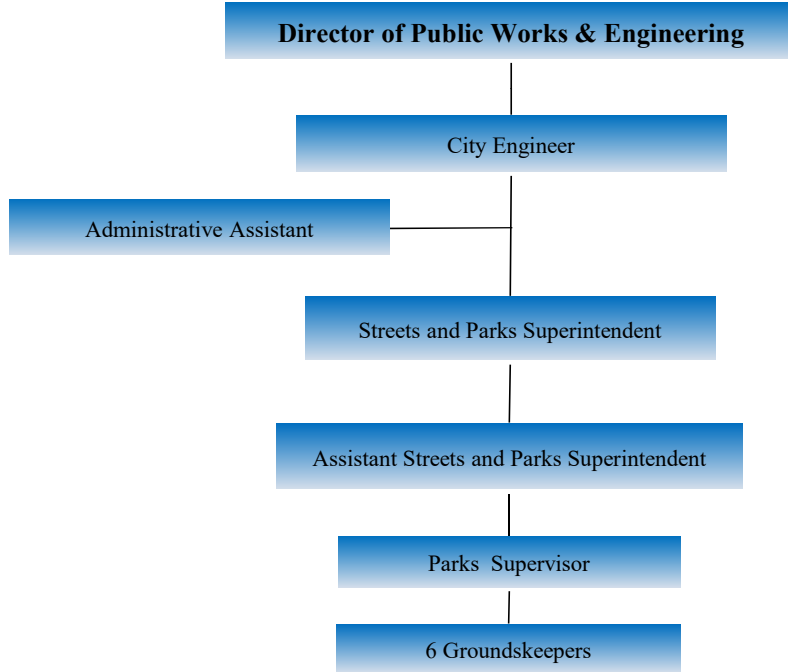 Director of Public Works & Engineering
City Engineer
Administrative Assistant
Streets and Parks Superintendent
Assistant Streets and Parks Superintendent
Parks  Supervisor
6 Groundskeepers